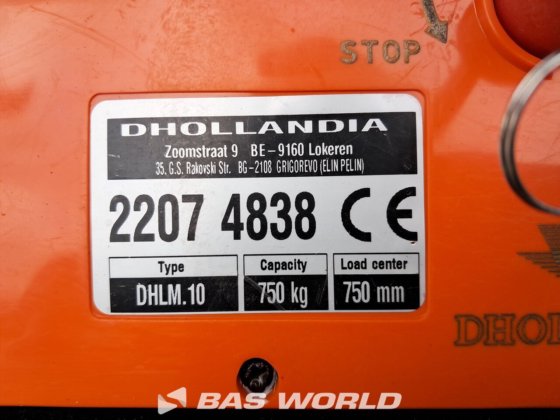 STOP
DHOLLANDIA
Zoomstraat 9 BE-9160 Lokeren
35. G.S. Rakovski Str. BG-2108 GRIGOREVO (ELIN PELIN)
2207 4838 CE
Type Capacity Load center
DHLM.10 750 kg 750 mm
DHOL
BAS WORLD